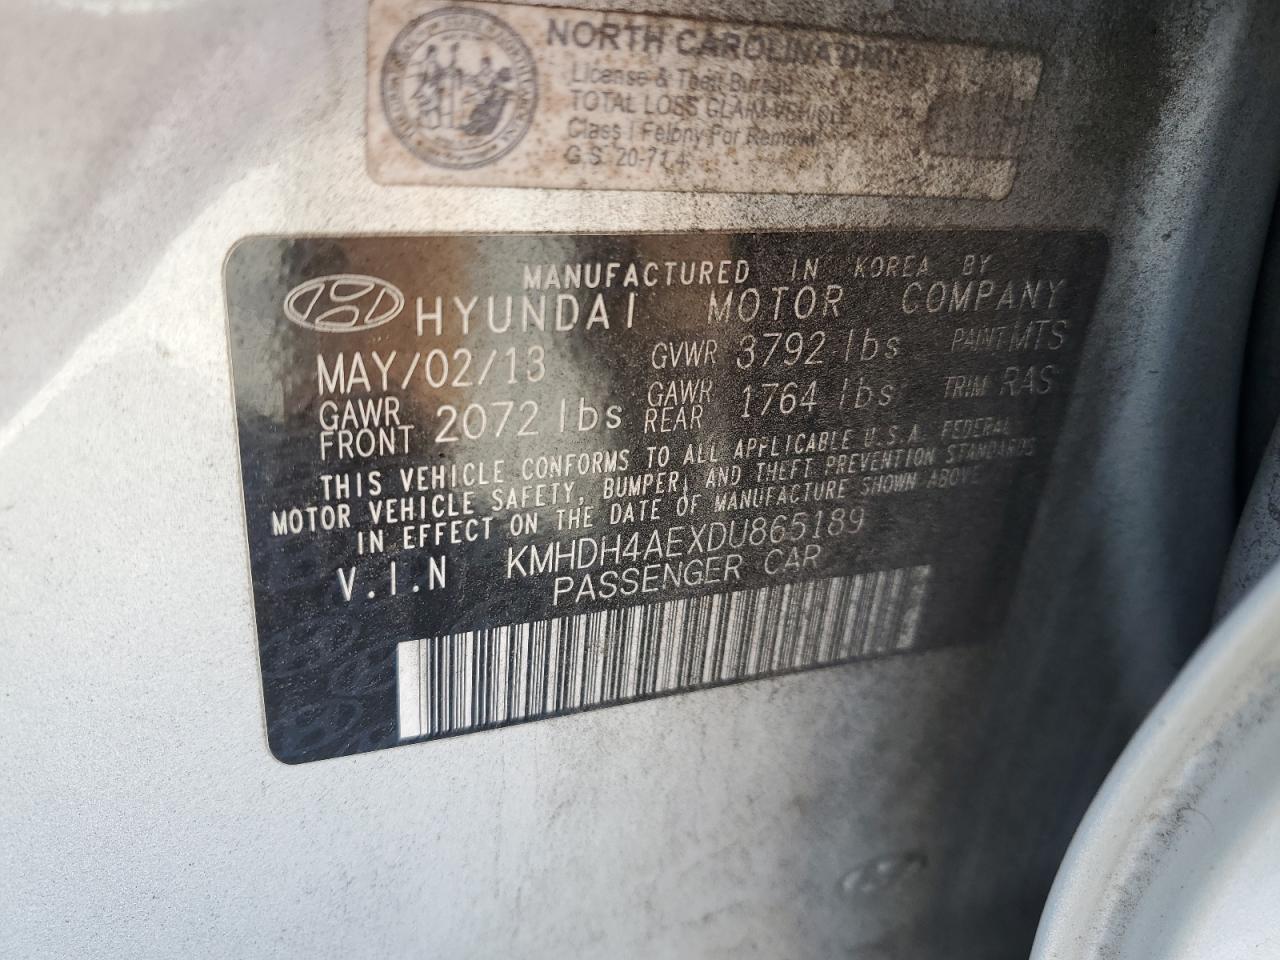 NORTH CAROLINA DMV
License & Theft Bureau
TOTAL LOSS CLAIM VEHICLE
Class I Felony For Removal
G.S. 20-71.4
MANUFACTURED IN KOREA BY
HYUNDAI MOTOR COMPANY
MAY/02/13 GVWR 3792 lbs PAINT MTS
GAWR FRONT 2072 lbs GAWR REAR 1764 lbs TRIM RAS
THIS VEHICLE CONFORMS TO ALL APPLICABLE U.S.A. FEDERAL
MOTOR VEHICLE SAFETY, BUMPER, AND THEFT PREVENTION STANDARDS
IN EFFECT ON THE DATE OF MANUFACTURE SHOWN ABOVE
V.I.N KMHDH4AEXDU865189
PASSENGER CAR